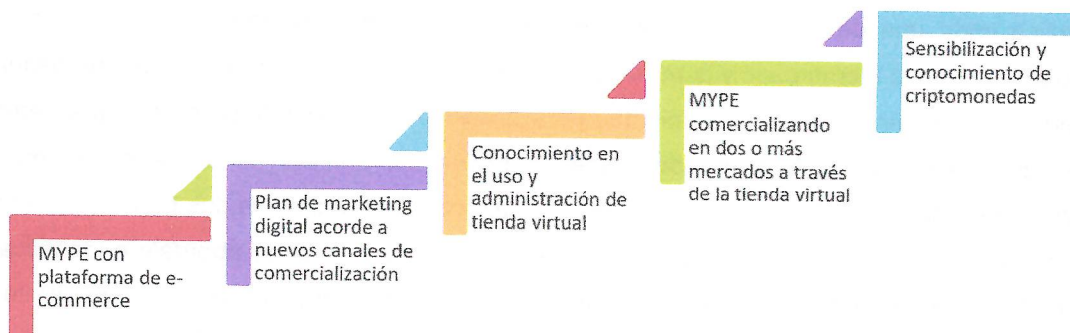 MYPE con
plataforma de e-
commerce
Plan de marketing
digital acorde a
nuevos canales de
comercialización
Conocimiento en
el uso y
administración de
tienda virtual
MYPE
comercializando
en dos o más
mercados a través
de la tienda virtual
Sensibilización y
conocimiento de
criptomonedas